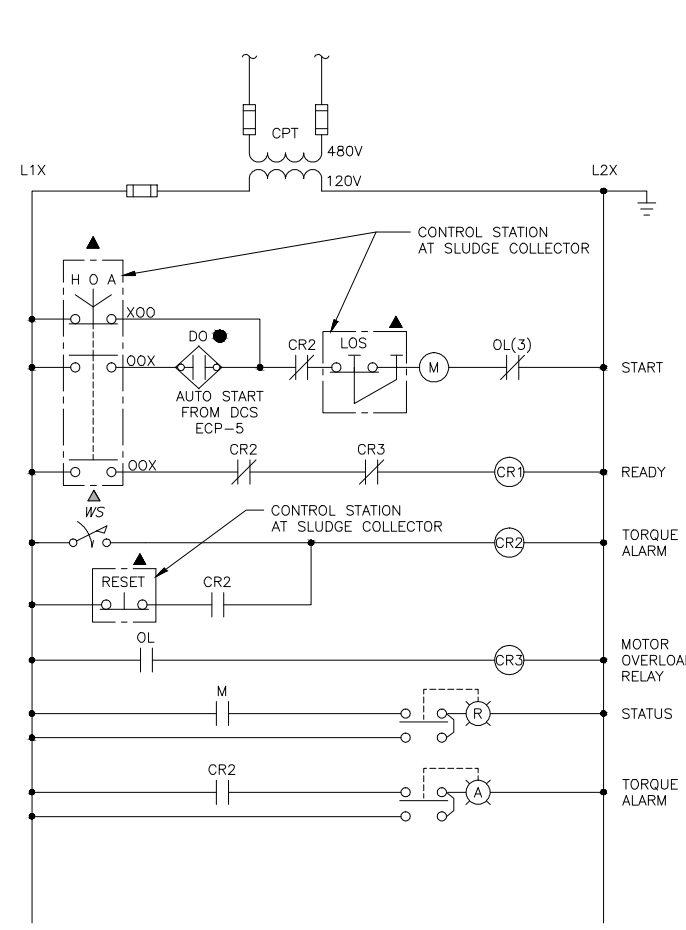 CPT
480V
120V
L1X
L2X
CONTROL STATION
AT SLUDGE COLLECTOR
H O A
XOO
DO
CR2
LOS
OL(3)
OOX
M
START
AUTO START
FROM DCS
ECP-5
CR2
CR3
OOX
CR1
READY
WS
CONTROL STATION
AT SLUDGE COLLECTOR
CR2
TORQUE
ALARM
RESET
CR2
OL
CR3
MOTOR
OVERLOA
RELAY
M
R
STATUS
CR2
A
TORQUE
ALARM